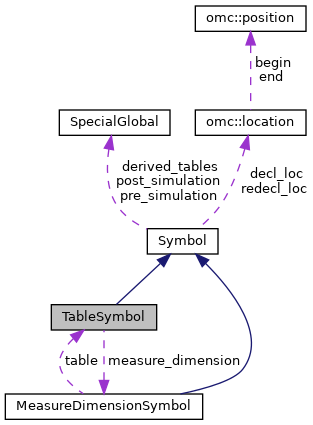 omc::position
begin
end
SpecialGlobal
omc::location
derived_tables
post_simulation
pre_simulation
decl_loc
redecl_loc
Symbol
TableSymbol
table
measure_dimension
MeasureDimensionSymbol